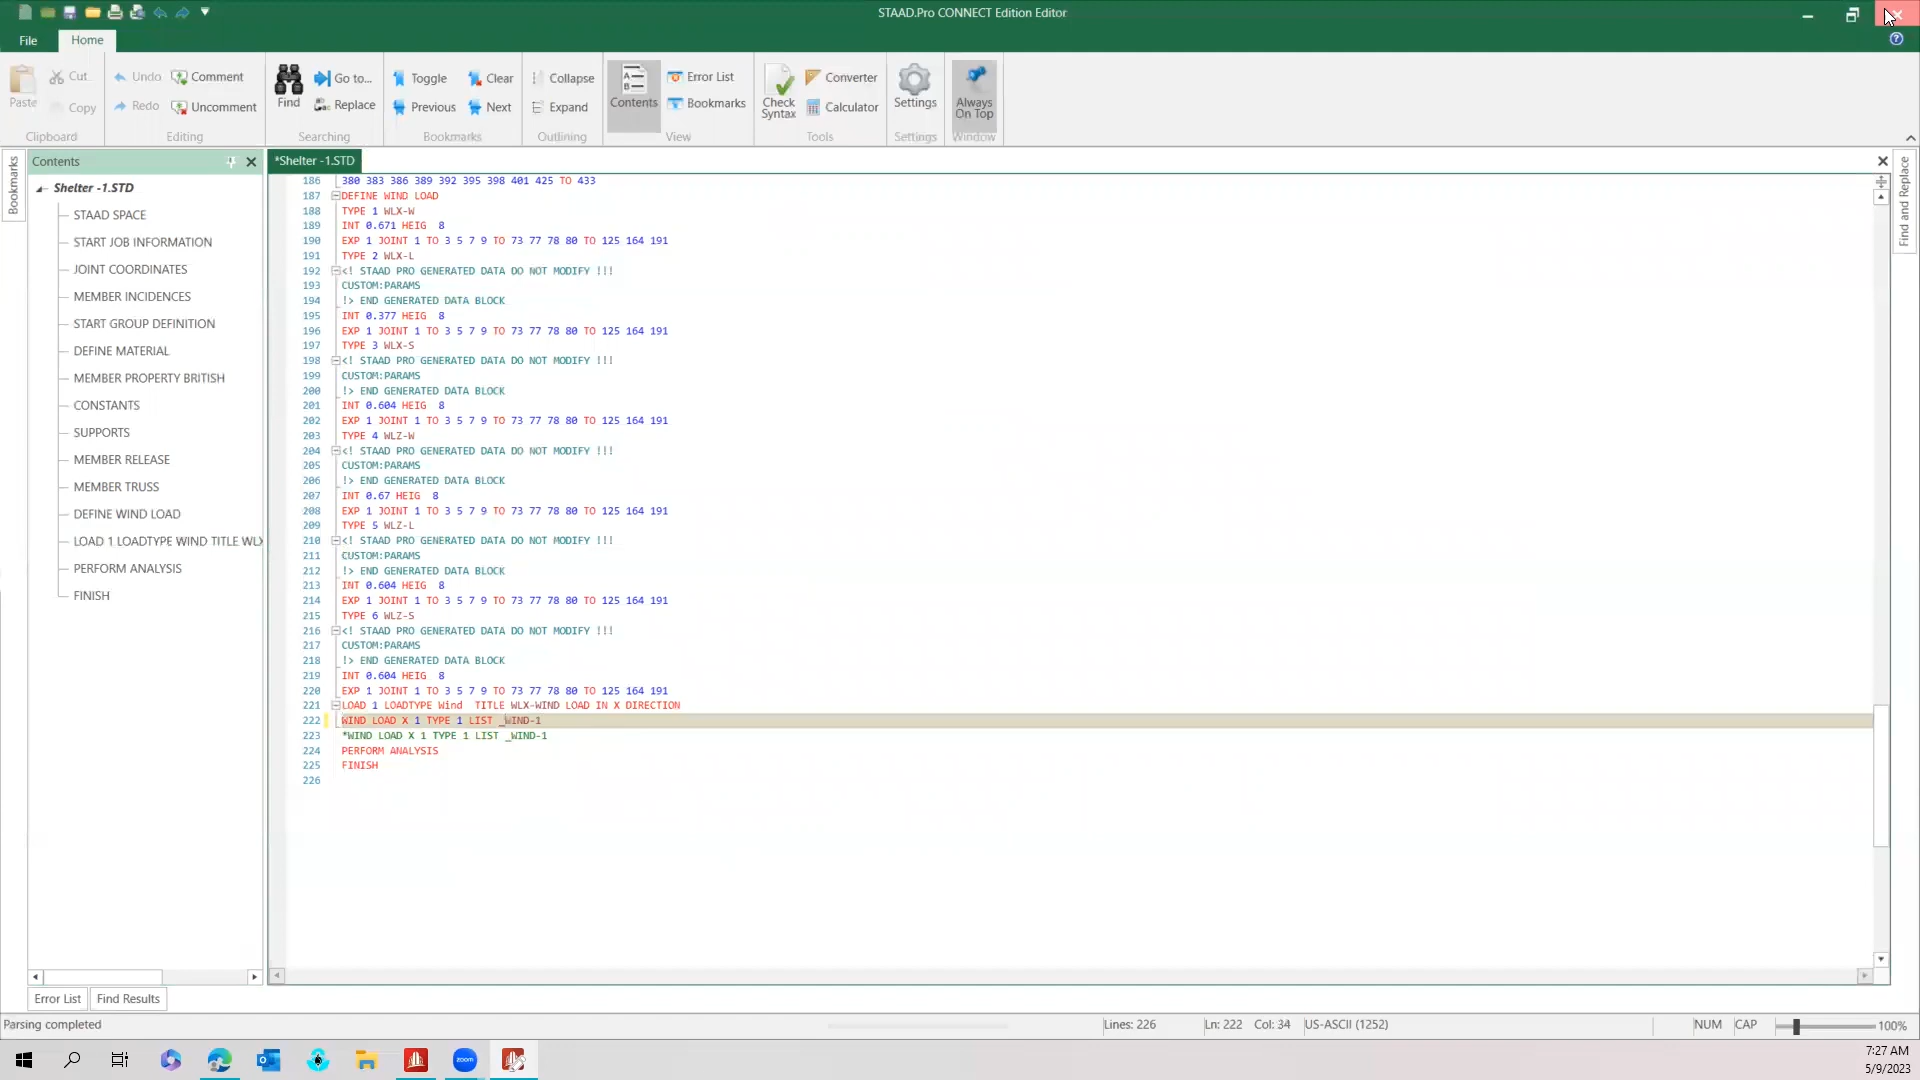 STAAD.Pro CONNECT Edition Editor
File Home
Paste Cut Copy Clipboard
Undo Comment
Redo Uncomment
Editing
Find Go to... Replace
Searching
Toggle Clear
Previous Next
Bookmarks
Collapse
Expand
Outlining
Contents Error List
Bookmarks
View
Check Syntax Converter
Calculator
Tools
Settings
Settings
Always On Top
Window
Bookmarks
Contents
Shelter -1.STD
STAAD SPACE
START JOB INFORMATION
JOINT COORDINATES
MEMBER INCIDENCES
START GROUP DEFINITION
DEFINE MATERIAL
MEMBER PROPERTY BRITISH
CONSTANTS
SUPPORTS
MEMBER RELEASE
MEMBER TRUSS
DEFINE WIND LOAD
LOAD 1 LOADTYPE WIND TITLE WLX
PERFORM ANALYSIS
FINISH
*Shelter -1.STD
Find and Replace
186 380 383 386 389 392 395 398 401 425 TO 433
187 DEFINE WIND LOAD
188 TYPE 1 WLX-W
189 INT 0.671 HEIG 8
190 EXP 1 JOINT 1 TO 3 5 7 9 TO 73 77 78 80 TO 125 164 191
191 TYPE 2 WLX-L
192 <! STAAD PRO GENERATED DATA DO NOT MODIFY !!!
193 CUSTOM:PARAMS
194 !> END GENERATED DATA BLOCK
195 INT 0.377 HEIG 8
196 EXP 1 JOINT 1 TO 3 5 7 9 TO 73 77 78 80 TO 125 164 191
197 TYPE 3 WLX-S
198 <! STAAD PRO GENERATED DATA DO NOT MODIFY !!!
199 CUSTOM:PARAMS
200 !> END GENERATED DATA BLOCK
201 INT 0.604 HEIG 8
202 EXP 1 JOINT 1 TO 3 5 7 9 TO 73 77 78 80 TO 125 164 191
203 TYPE 4 WLZ-W
204 <! STAAD PRO GENERATED DATA DO NOT MODIFY !!!
205 CUSTOM:PARAMS
206 !> END GENERATED DATA BLOCK
207 INT 0.67 HEIG 8
208 EXP 1 JOINT 1 TO 3 5 7 9 TO 73 77 78 80 TO 125 164 191
209 TYPE 5 WLZ-L
210 <! STAAD PRO GENERATED DATA DO NOT MODIFY !!!
211 CUSTOM:PARAMS
212 !> END GENERATED DATA BLOCK
213 INT 0.604 HEIG 8
214 EXP 1 JOINT 1 TO 3 5 7 9 TO 73 77 78 80 TO 125 164 191
215 TYPE 6 WLZ-S
216 <! STAAD PRO GENERATED DATA DO NOT MODIFY !!!
217 CUSTOM:PARAMS
218 !> END GENERATED DATA BLOCK
219 INT 0.604 HEIG 8
220 EXP 1 JOINT 1 TO 3 5 7 9 TO 73 77 78 80 TO 125 164 191
221 LOAD 1 LOADTYPE Wind TITLE WLX-WIND LOAD IN X DIRECTION
222 WIND LOAD X 1 TYPE 1 LIST _WIND-1
223 *WIND LOAD X 1 TYPE 1 LIST _WIND-1
224 PERFORM ANALYSIS
225 FINISH
226
Error List Find Results
Parsing completed Lines: 226 Ln: 222 Col: 34 US-ASCII (1252) NUM CAP 100%
zoom
7:27 AM
5/9/2023